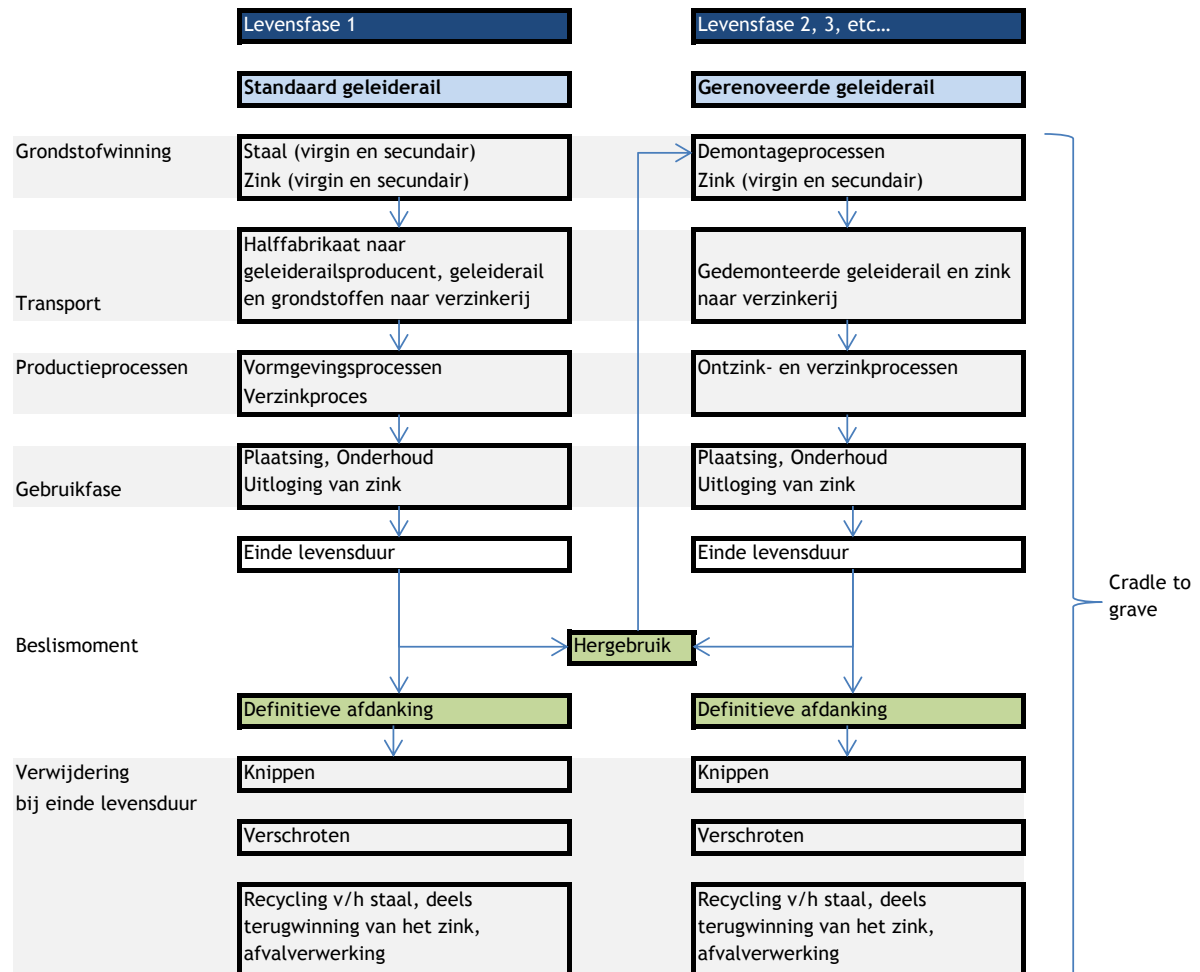 Levensfase 1
Levensfase 2, 3, etc…
Standaard geleiderail
Gerenoveerde geleiderail
Grondstofwinning
Staal (virgin en secundair)
Zink (virgin en secundair)
Demontageprocessen
Zink (virgin en secundair)
Transport
Halffabrikaat naar
geleiderailsproducent, geleiderail
en grondstoffen naar verzinkerij
Gedemonteerde geleiderail en zink
naar verzinkerij
Productieprocessen
Vormgevingsprocessen
Verzinkproces
Ontzink- en verzinkprocessen
Gebruikfase
Plaatsing, Onderhoud
Uitloging van zink
Plaatsing, Onderhoud
Uitloging van zink
Einde levensduur
Einde levensduur
Cradle to
grave
Beslismoment
Hergebruik
Definitieve afdanking
Definitieve afdanking
Verwijdering
bij einde levensduur
Knippen
Knippen
Verschroten
Verschroten
Recycling v/h staal, deels
terugwinning van het zink,
afvalverwerking
Recycling v/h staal, deels
terugwinning van het zink,
afvalverwerking